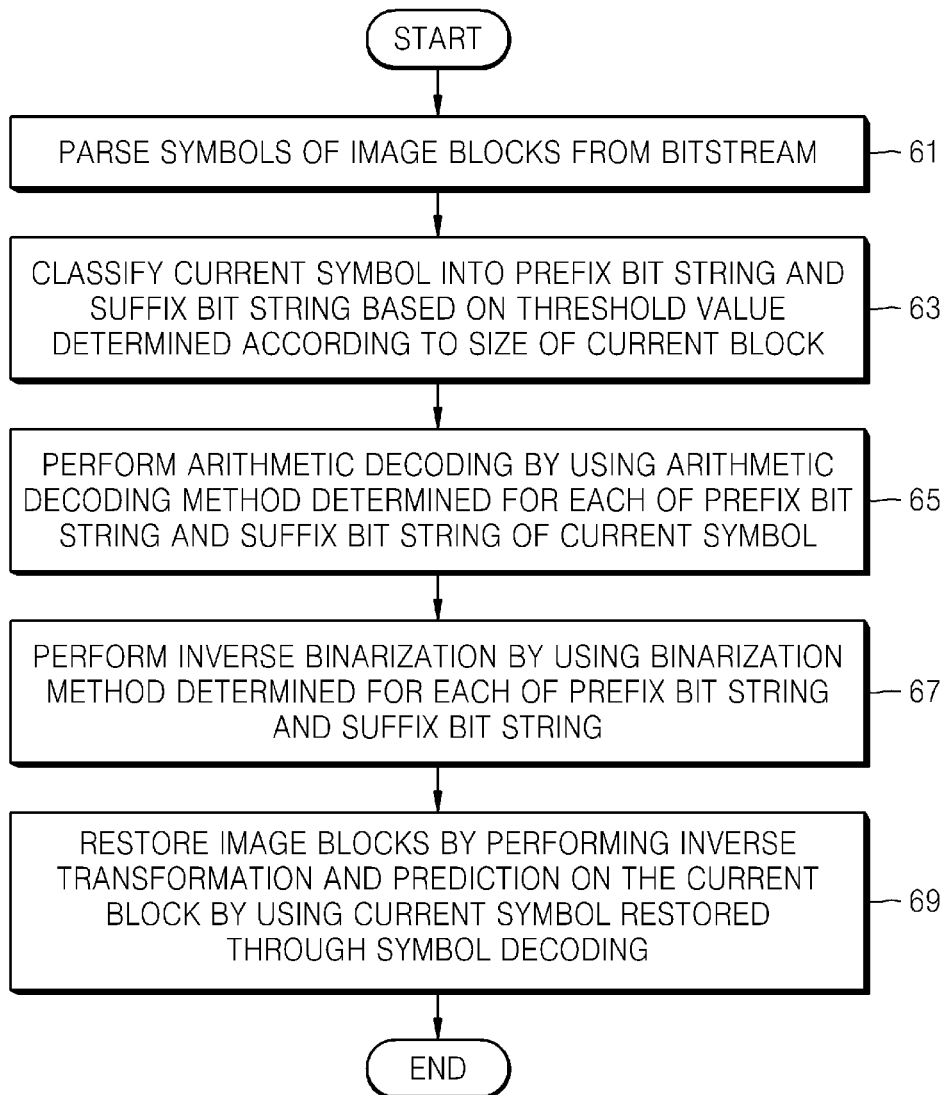 START
PARSE SYMBOLS OF IMAGE BLOCKS FROM BITSTREAM
61
CLASSIFY CURRENT SYMBOL INTO PREFIX BIT STRING AND
SUFFIX BIT STRING BASED ON THRESHOLD VALUE
DETERMINED ACCORDING TO SIZE OF CURRENT BLOCK
63
PERFORM ARITHMETIC DECODING BY USING ARITHMETIC
DECODING METHOD DETERMINED FOR EACH OF PREFIX BIT
STRING AND SUFFIX BIT STRING OF CURRENT SYMBOL
65
PERFORM INVERSE BINARIZATION BY USING BINARIZATION
METHOD DETERMINED FOR EACH OF PREFIX BIT STRING
AND SUFFIX BIT STRING
67
RESTORE IMAGE BLOCKS BY PERFORMING INVERSE
TRANSFORMATION AND PREDICTION ON THE CURRENT
BLOCK BY USING CURRENT SYMBOL RESTORED
THROUGH SYMBOL DECODING
69
END